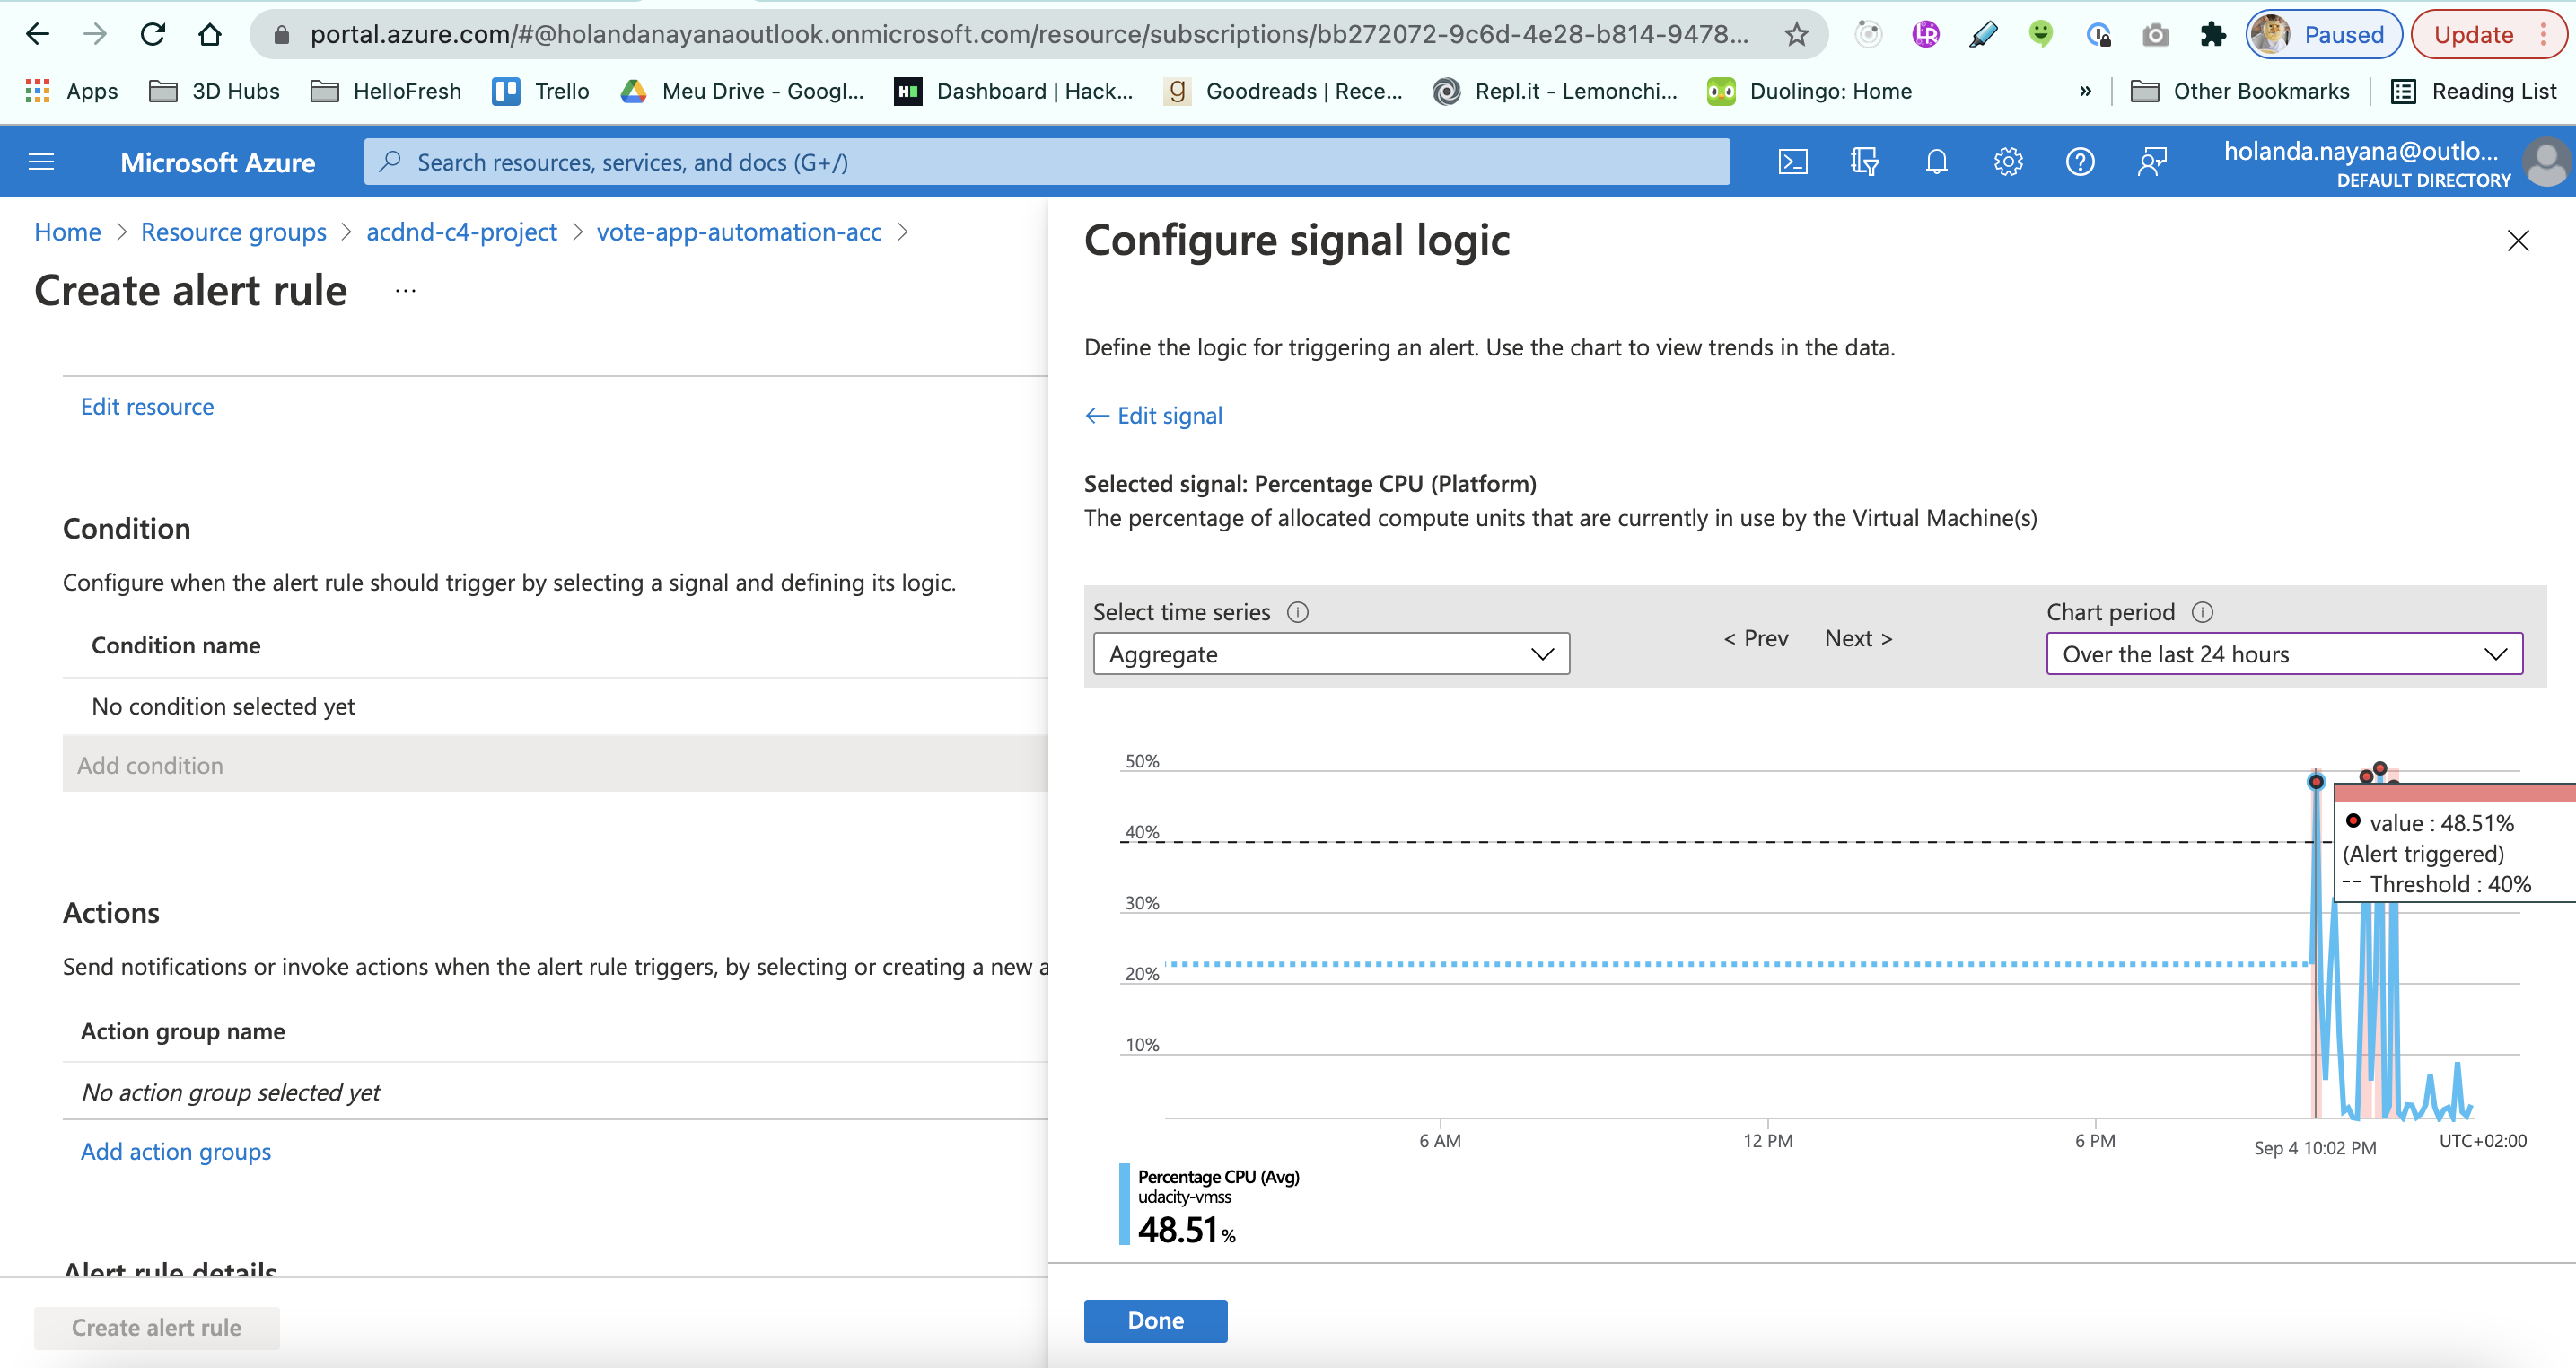 portal.azure.com/#@holandanayanaoutlook.onmicrosoft.com/resource/subscriptions/bb272072-9c6d-4e28-b814-9478...
Paused
Update
Apps
3D Hubs
HelloFresh
Trello
Meu Drive - Googl...
Dashboard | Hack...
Goodreads | Rece...
Repl.it - Lemonchi...
Duolingo: Home
»
Other Bookmarks
Reading List
Microsoft Azure
Search resources, services, and docs (G+/)
holanda.nayana@outlo...
DEFAULT DIRECTORY
Home > Resource groups > acdnd-c4-project > vote-app-automation-acc >
Create alert rule ...
Edit resource
Condition
Configure when the alert rule should trigger by selecting a signal and defining its logic.
Condition name
No condition selected yet
Add condition
Actions
Send notifications or invoke actions when the alert rule triggers, by selecting or creating a new a
Action group name
No action group selected yet
Add action groups
Alert rule details
Create alert rule
Configure signal logic
Define the logic for triggering an alert. Use the chart to view trends in the data.
← Edit signal
Selected signal: Percentage CPU (Platform)
The percentage of allocated compute units that are currently in use by the Virtual Machine(s)
Select time series
Aggregate
< Prev
Next >
Chart period
Over the last 24 hours
50%
40%
30%
20%
10%
value : 48.51%
(Alert triggered)
-- Threshold : 40%
6 AM
12 PM
6 PM
Sep 4 10:02 PM
UTC+02:00
Percentage CPU (Avg)
udacity-vmss
48.51 %
Done